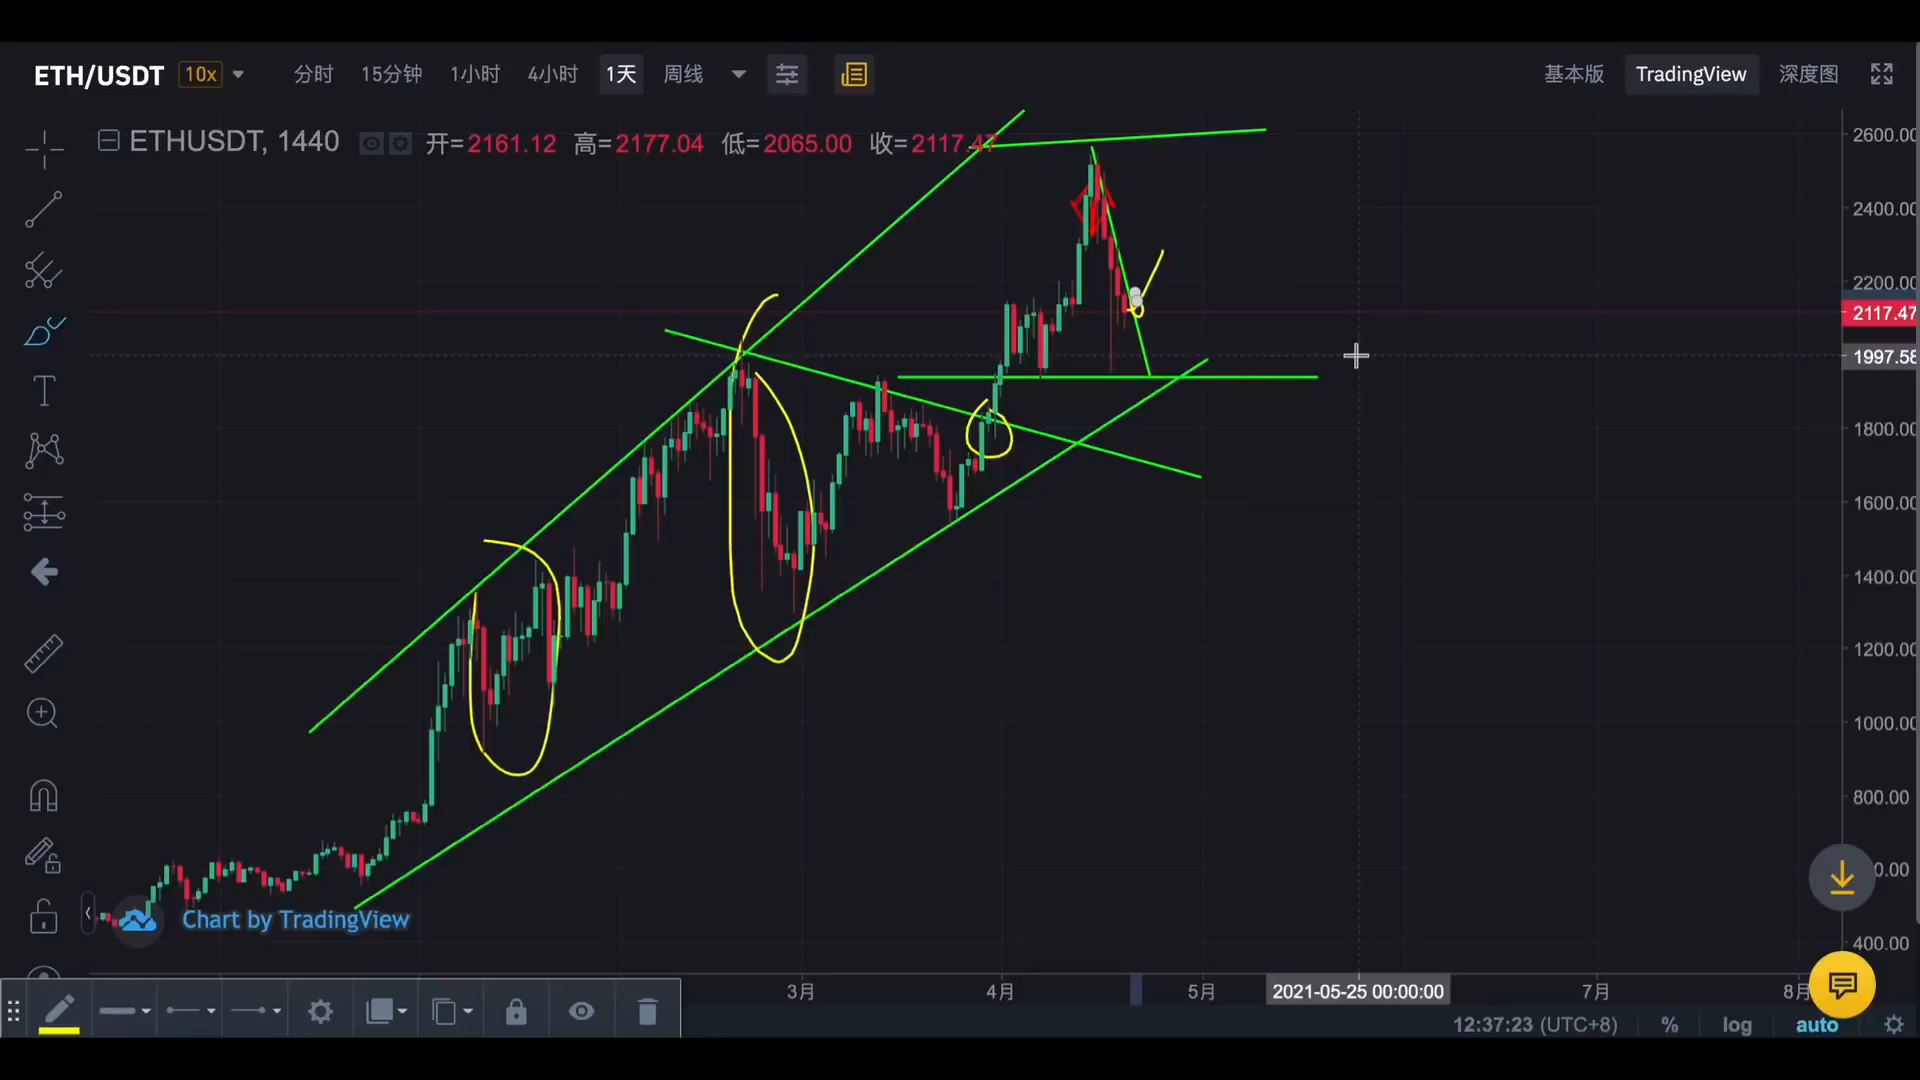 ETH/USDT 10x 分时 15分钟 1小时 4小时 1天 周线 基本版 TradingView 深度图
ETHUSDT, 1440 开=2161.12 高=2177.04 低=2065.00 收=2117.47
2600.00
2400.00
2200.00
2117.47
1997.58
1800.00
1600.00
1400.00
1200.00
1000.00
800.00
0.00
400.00
Chart by TradingView
3月 4月 5月 2021-05-25 00:00:00 7月 8月
12:37:23 (UTC+8) % log auto